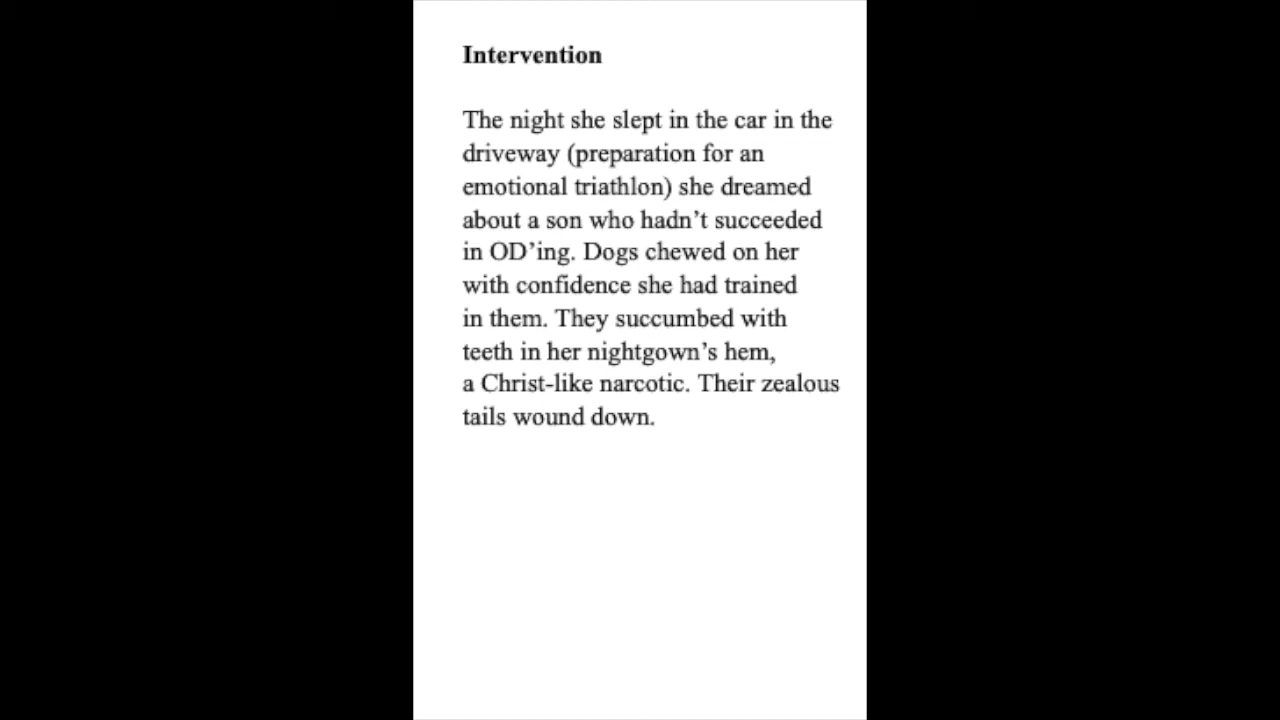 Intervention
The night she slept in the car in the
driveway (preparation for an
emotional triathlon) she dreamed
about a son who hadn’t succeeded
in OD’ing. Dogs chewed on her
with confidence she had trained
in them. They succumbed with
teeth in her nightgown’s hem,
a Christ-like narcotic. Their zealous
tails wound down.